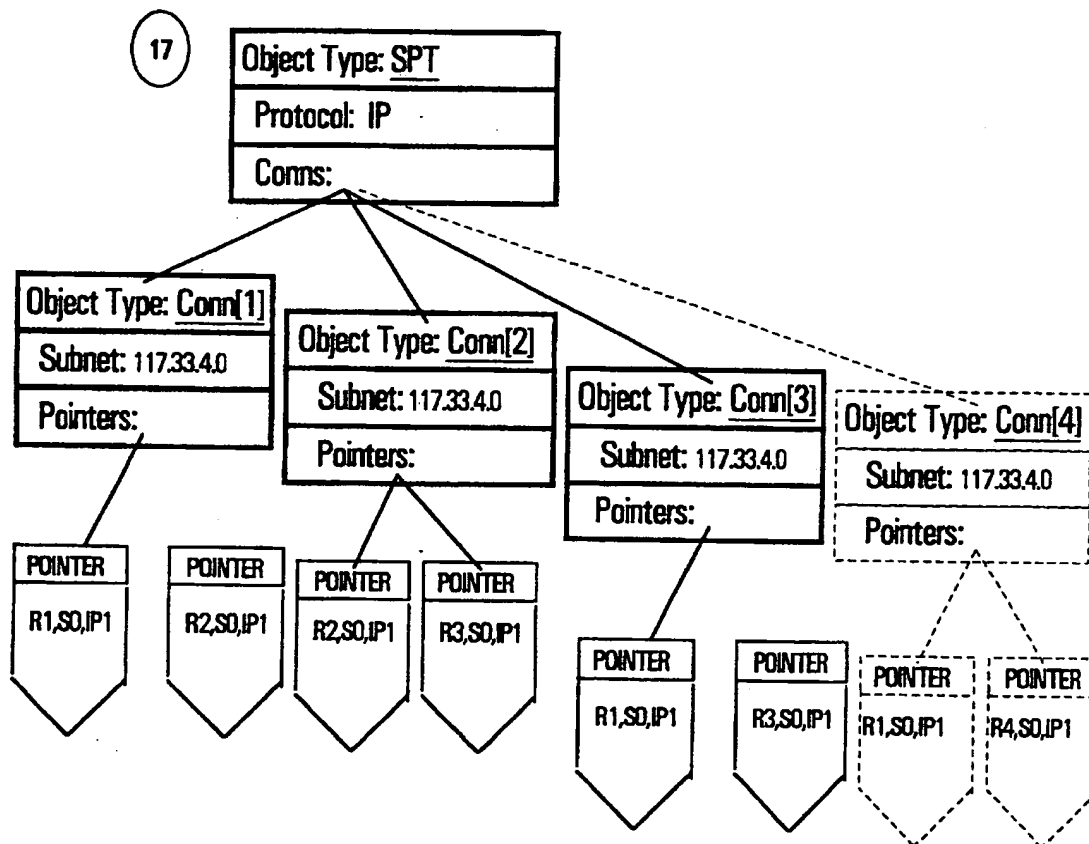 17
Object Type: SPT
Protocol: IP
Conns:
Object Type: Conn[1]
Subnet: 117.33.4.0
Pointers:
Object Type: Conn[2]
Subnet: 117.33.4.0
Pointers:
Object Type: Conn[3]
Subnet: 117.33.4.0
Pointers:
Object Type: Conn[4]
Subnet: 117.33.4.0
Pointers:
POINTER
R1,S0,IP1
POINTER
R2,S0,IP1
POINTER
R2,S0,IP1
POINTER
R3,S0,IP1
POINTER
R1,S0,IP1
POINTER
R3,S0,IP1
POINTER
R1,S0,IP1
POINTER
R4,S0,IP1